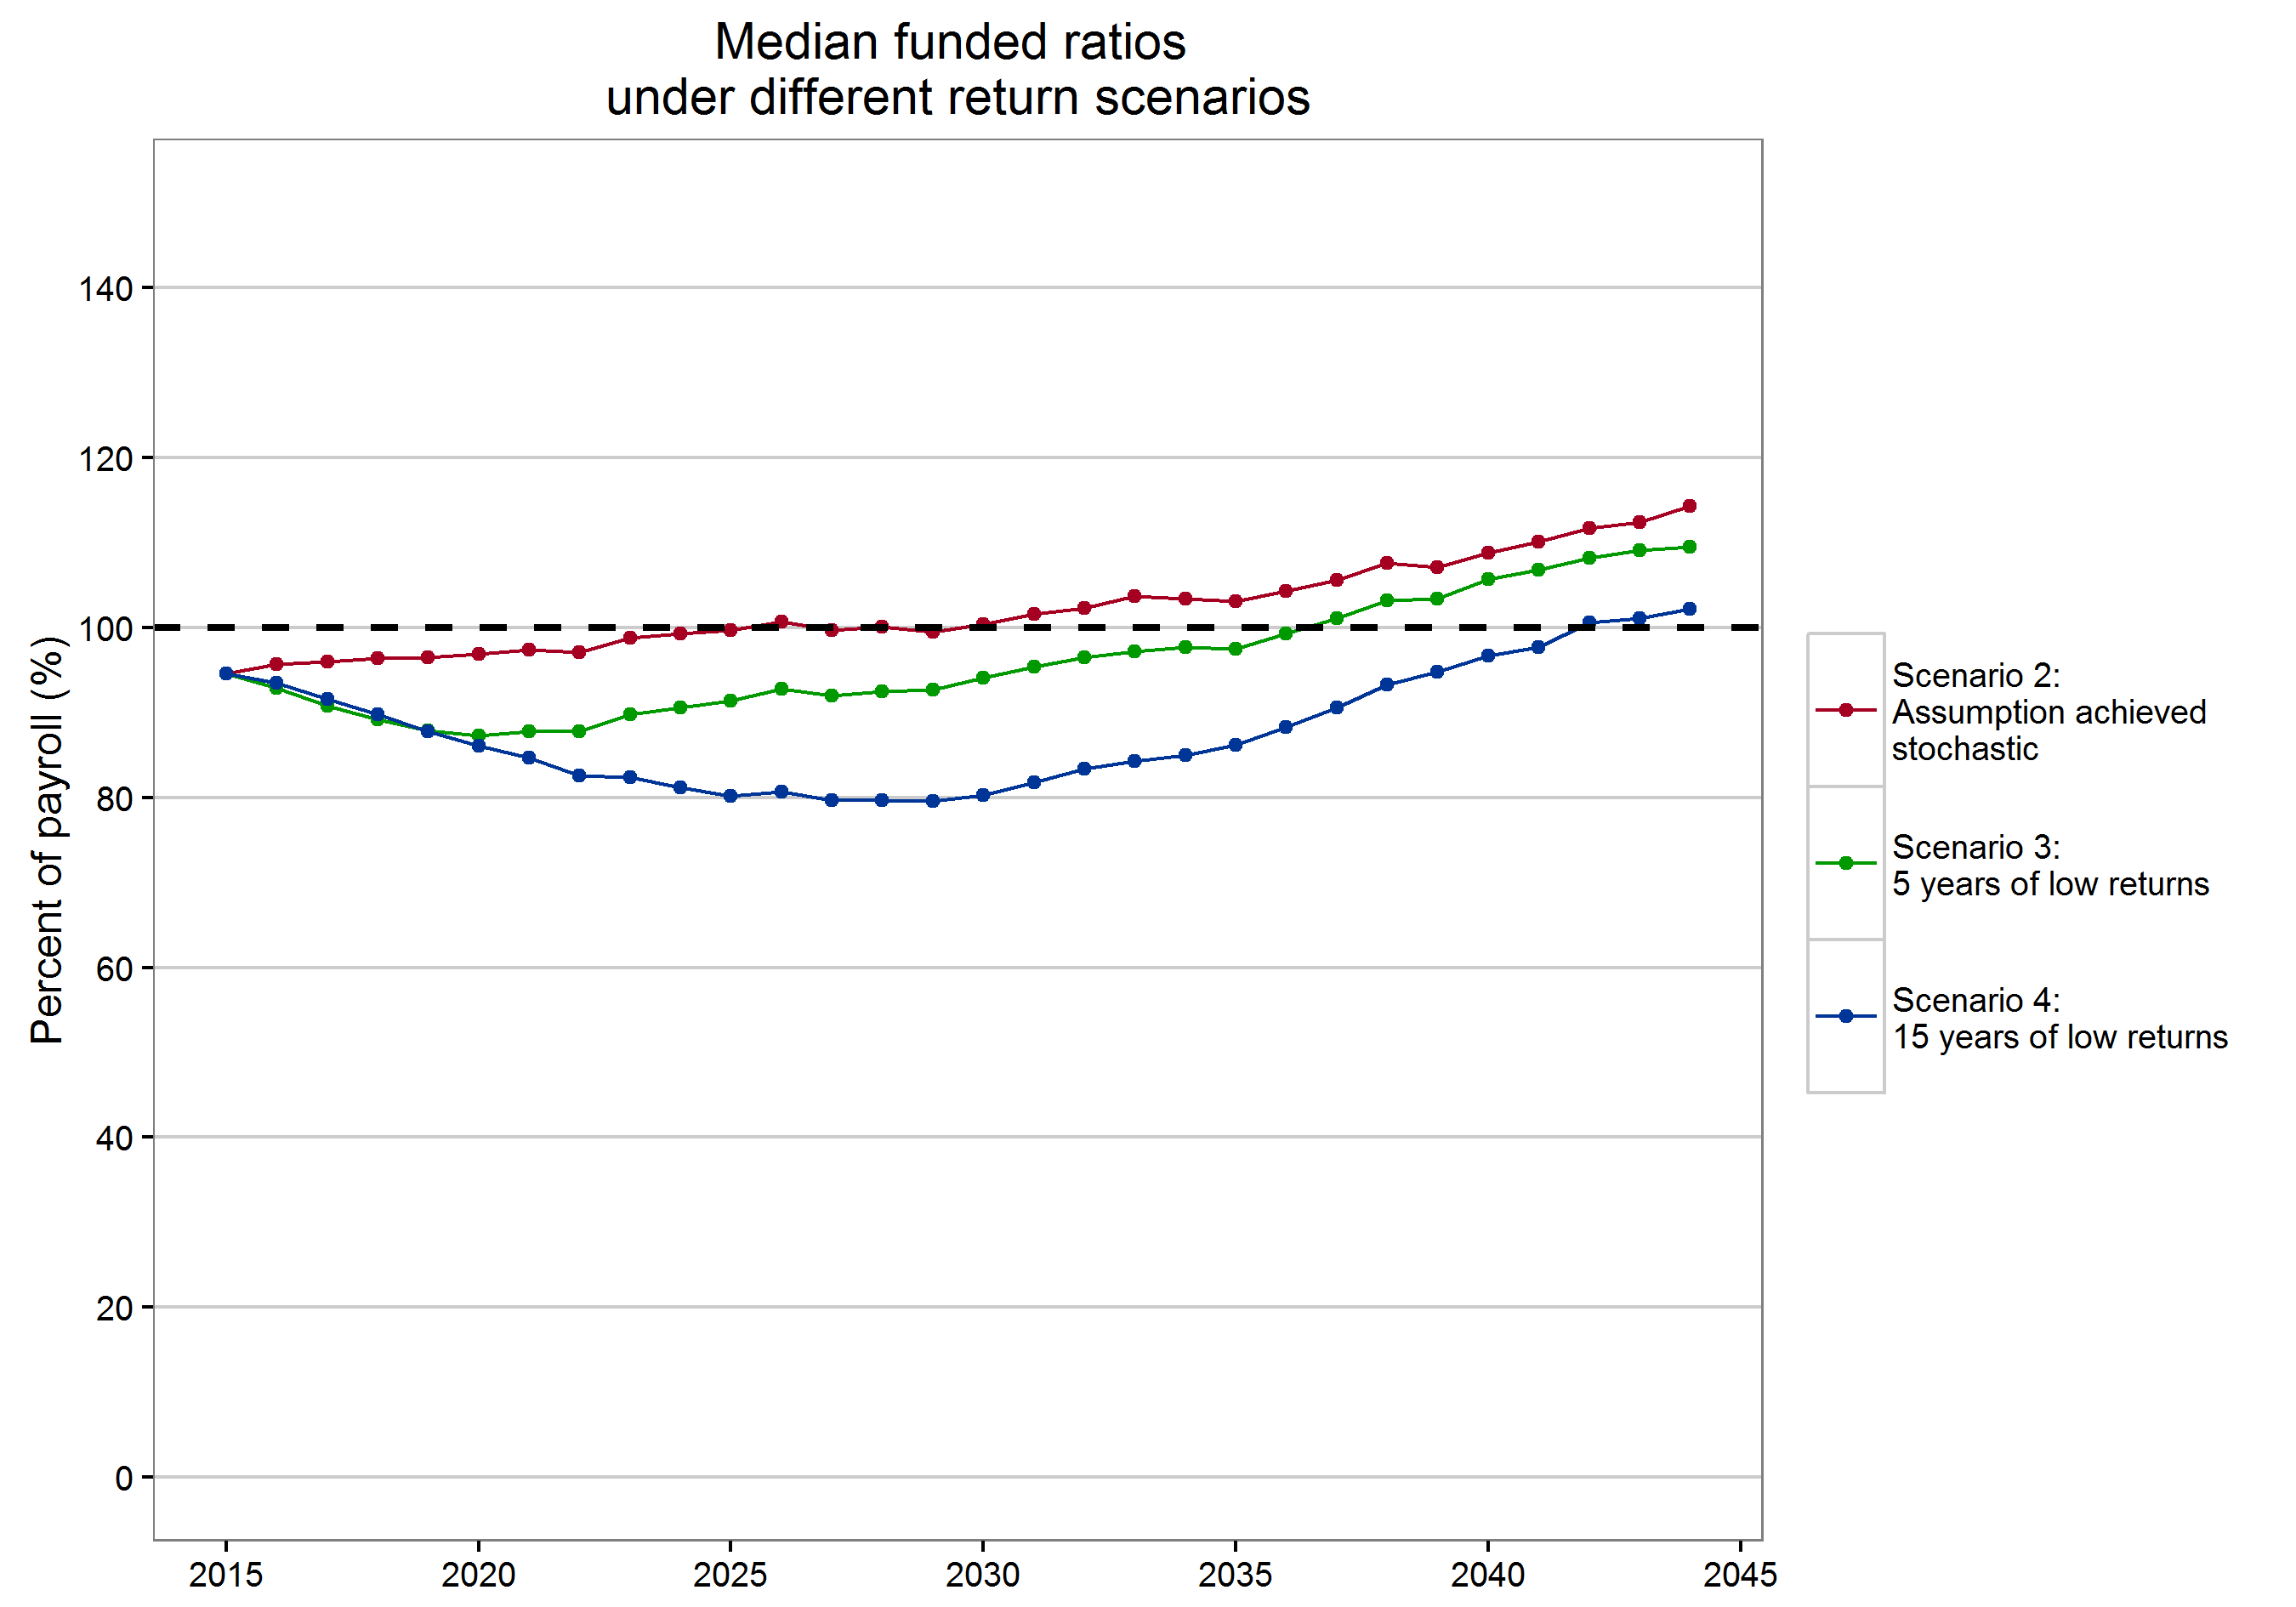 Median funded ratios
under different return scenarios
Percent of payroll (%)
140
120
100
80
60
40
20
0
2015 2020 2025 2030 2035 2040 2045
Scenario 2:
Assumption achieved
stochastic
Scenario 3:
5 years of low returns
Scenario 4:
15 years of low returns